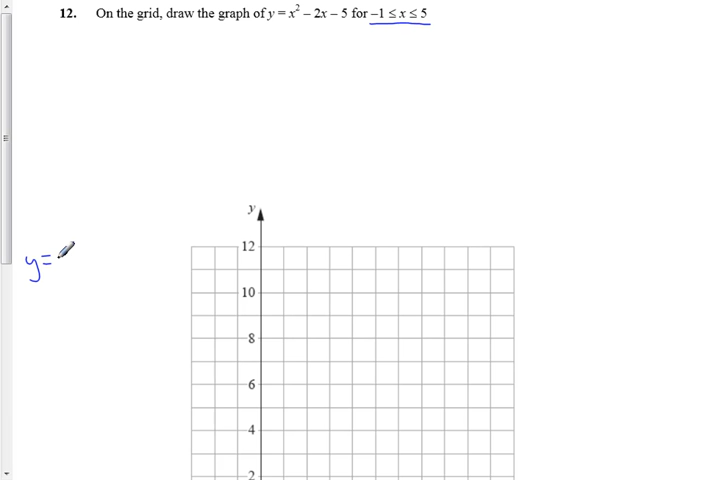 12. On the grid, draw the graph of y = x² – 2x – 5 for –1 ≤ x ≤ 5
y
12
y=
10
8
6
4
2